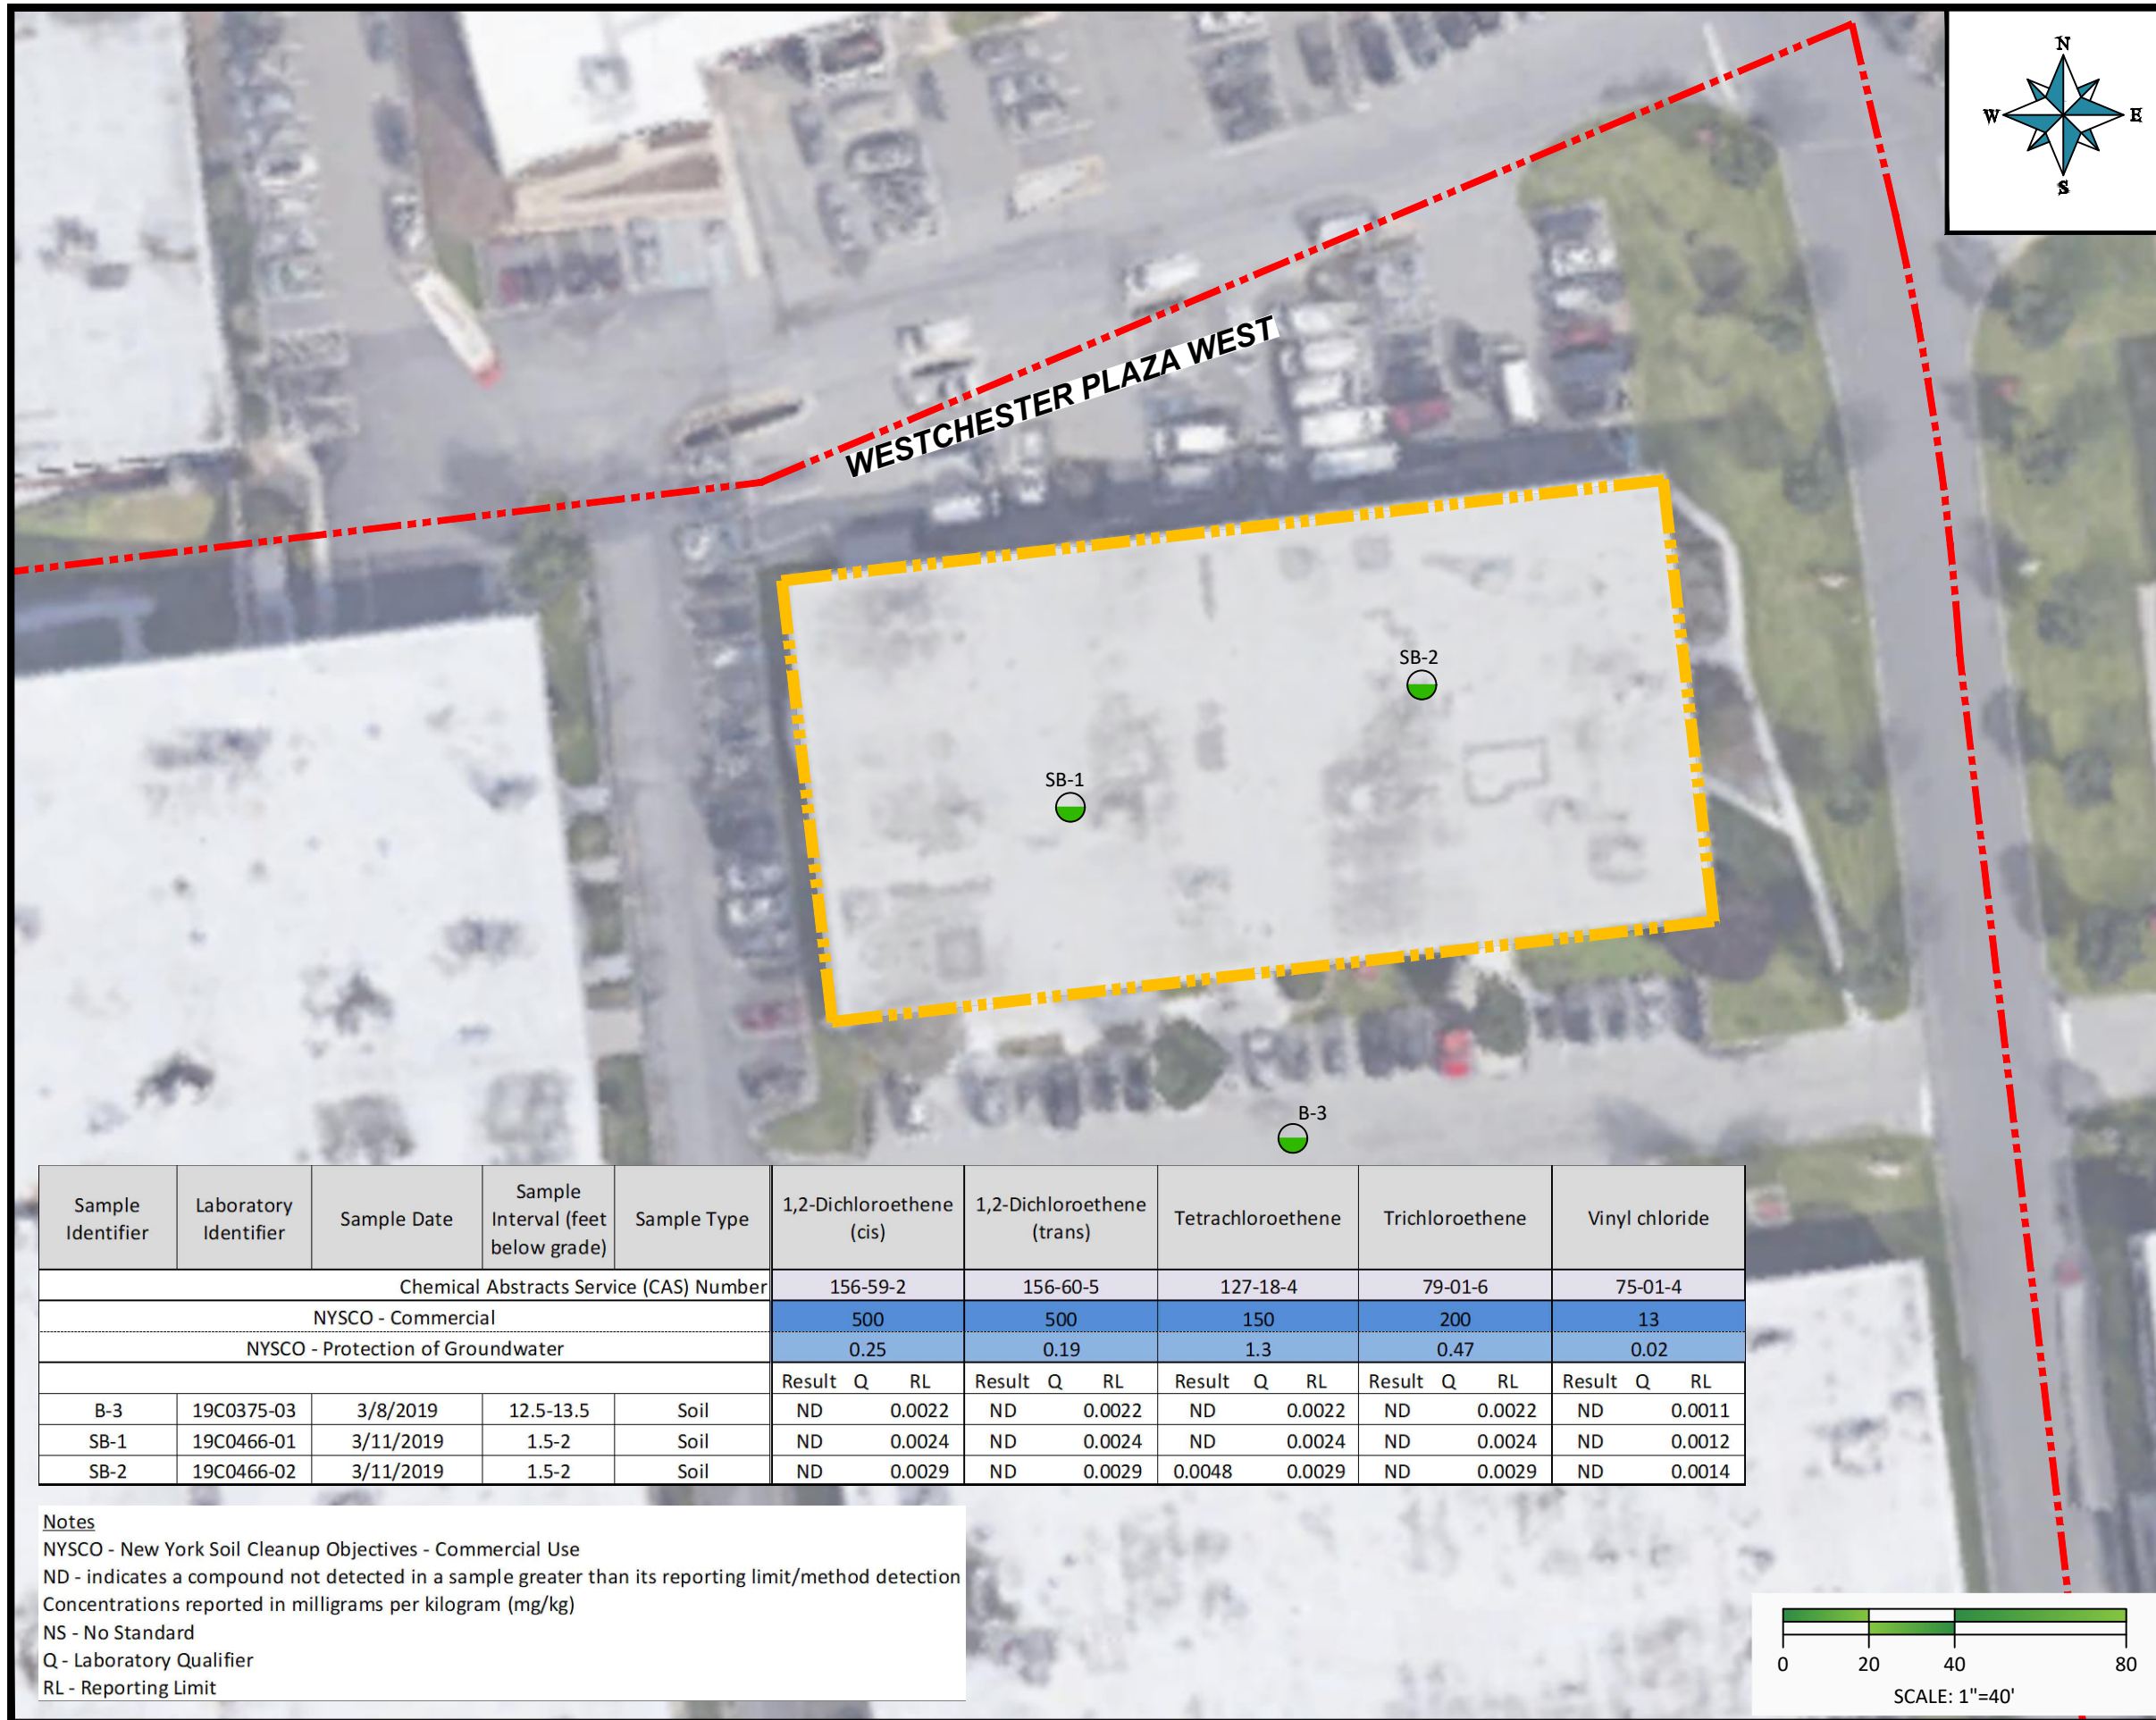 N
W E
S
WESTCHESTER PLAZA WEST
SB-2
SB-1
B-3
Sample Identifier Laboratory Identifier Sample Date Sample Interval (feet below grade) Sample Type 1,2-Dichloroethene (cis) 1,2-Dichloroethene (trans) Tetrachloroethene Trichloroethene Vinyl chloride
Chemical Abstracts Service (CAS) Number 156-59-2 156-60-5 127-18-4 79-01-6 75-01-4
NYSCO - Commercial 500 500 150 200 13
NYSCO - Protection of Groundwater 0.25 0.19 1.3 0.47 0.02
Result Q RL Result Q RL Result Q RL Result Q RL Result Q RL
B-3 19C0375-03 3/8/2019 12.5-13.5 Soil ND 0.0022 ND 0.0022 ND 0.0022 ND 0.0022 ND 0.0011
SB-1 19C0466-01 3/11/2019 1.5-2 Soil ND 0.0024 ND 0.0024 ND 0.0024 ND 0.0024 ND 0.0012
SB-2 19C0466-02 3/11/2019 1.5-2 Soil ND 0.0029 ND 0.0029 0.0048 0.0029 ND 0.0029 ND 0.0014
Notes
NYSCO - New York Soil Cleanup Objectives - Commercial Use
ND - indicates a compound not detected in a sample greater than its reporting limit/method detection
Concentrations reported in milligrams per kilogram (mg/kg)
NS - No Standard
Q - Laboratory Qualifier
RL - Reporting Limit
0 20 40 80
SCALE: 1"=40'